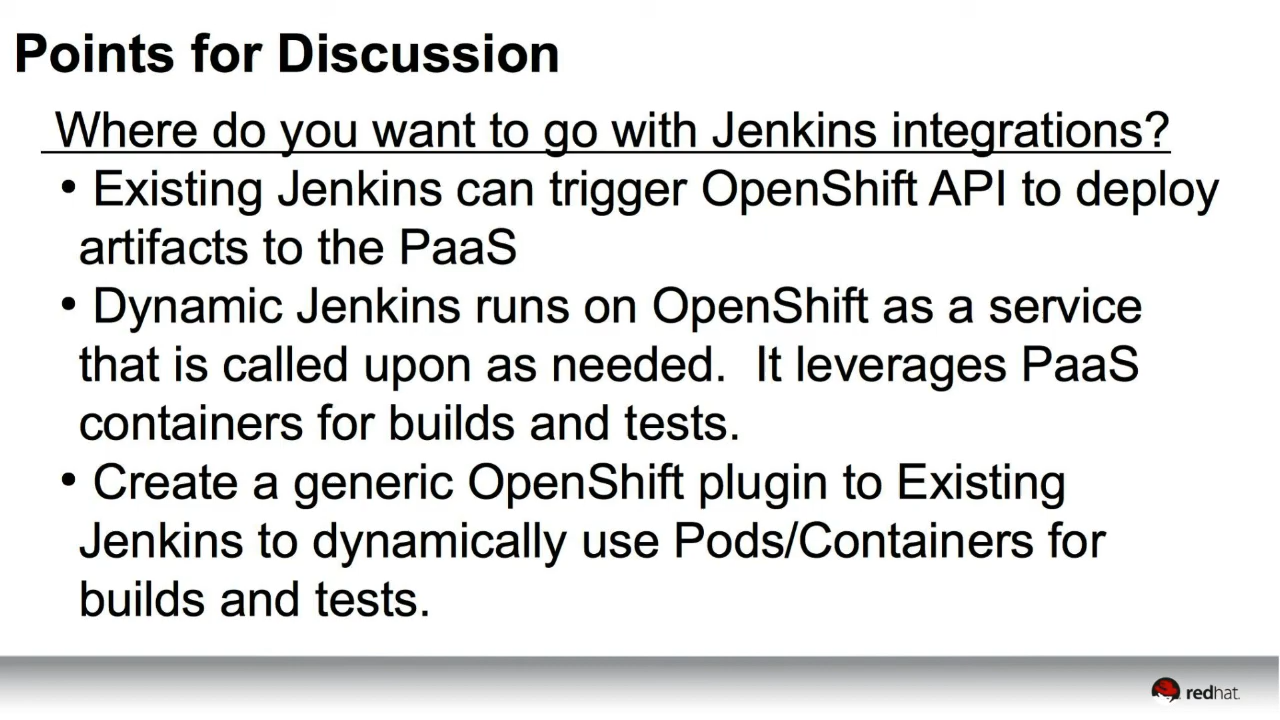 Points for Discussion
Where do you want to go with Jenkins integrations?
• Existing Jenkins can trigger OpenShift API to deploy
artifacts to the PaaS
• Dynamic Jenkins runs on OpenShift as a service
that is called upon as needed.  It leverages PaaS
containers for builds and tests.
• Create a generic OpenShift plugin to Existing
Jenkins to dynamically use Pods/Containers for
builds and tests.
redhat.